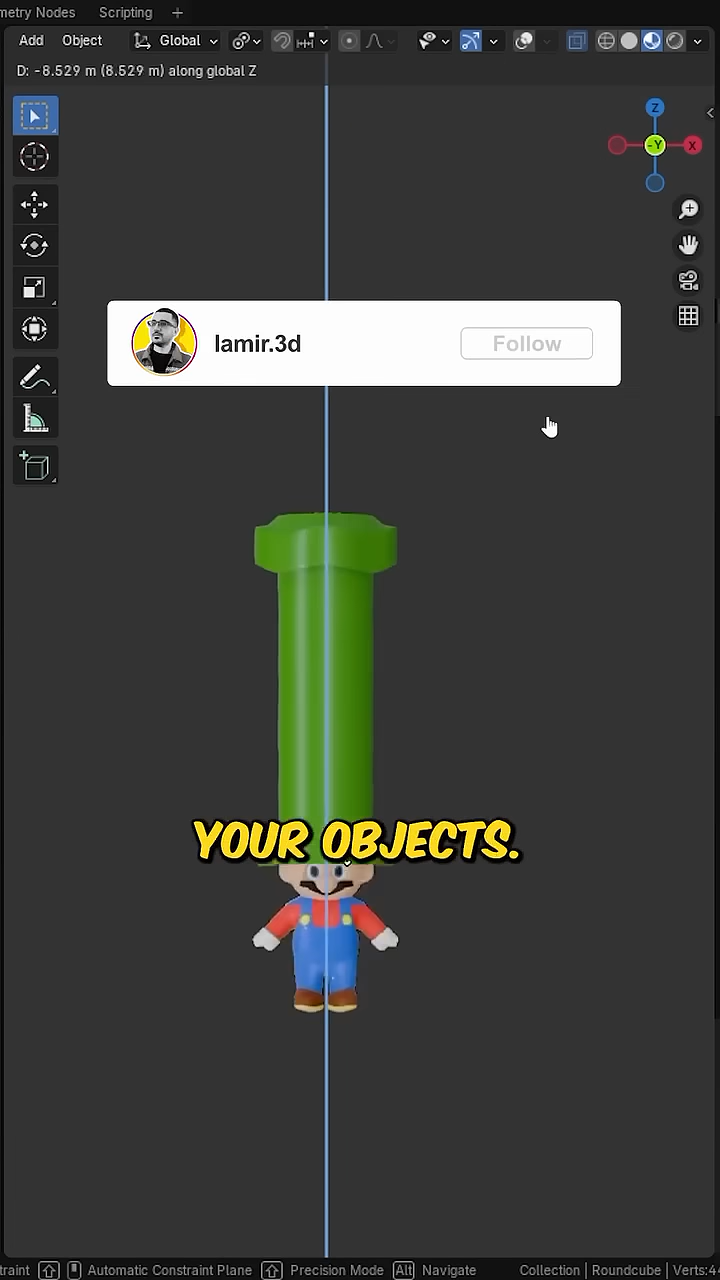 metry Nodes Scripting +
Add Object Global
D: -8.529 m (8.529 m) along global Z
Z
-Y X
lamir.3d Follow
YOUR OBJECTS.
traint Automatic Constraint Plane Precision Mode Alt Navigate Collection | Roundcube | Verts:4